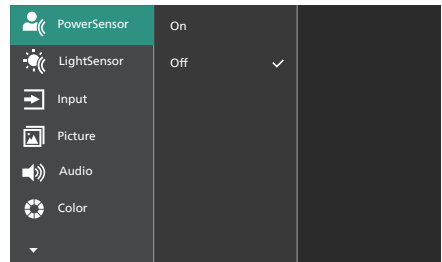 PowerSensor
On
LightSensor
Off
Input
Picture
Audio
Color